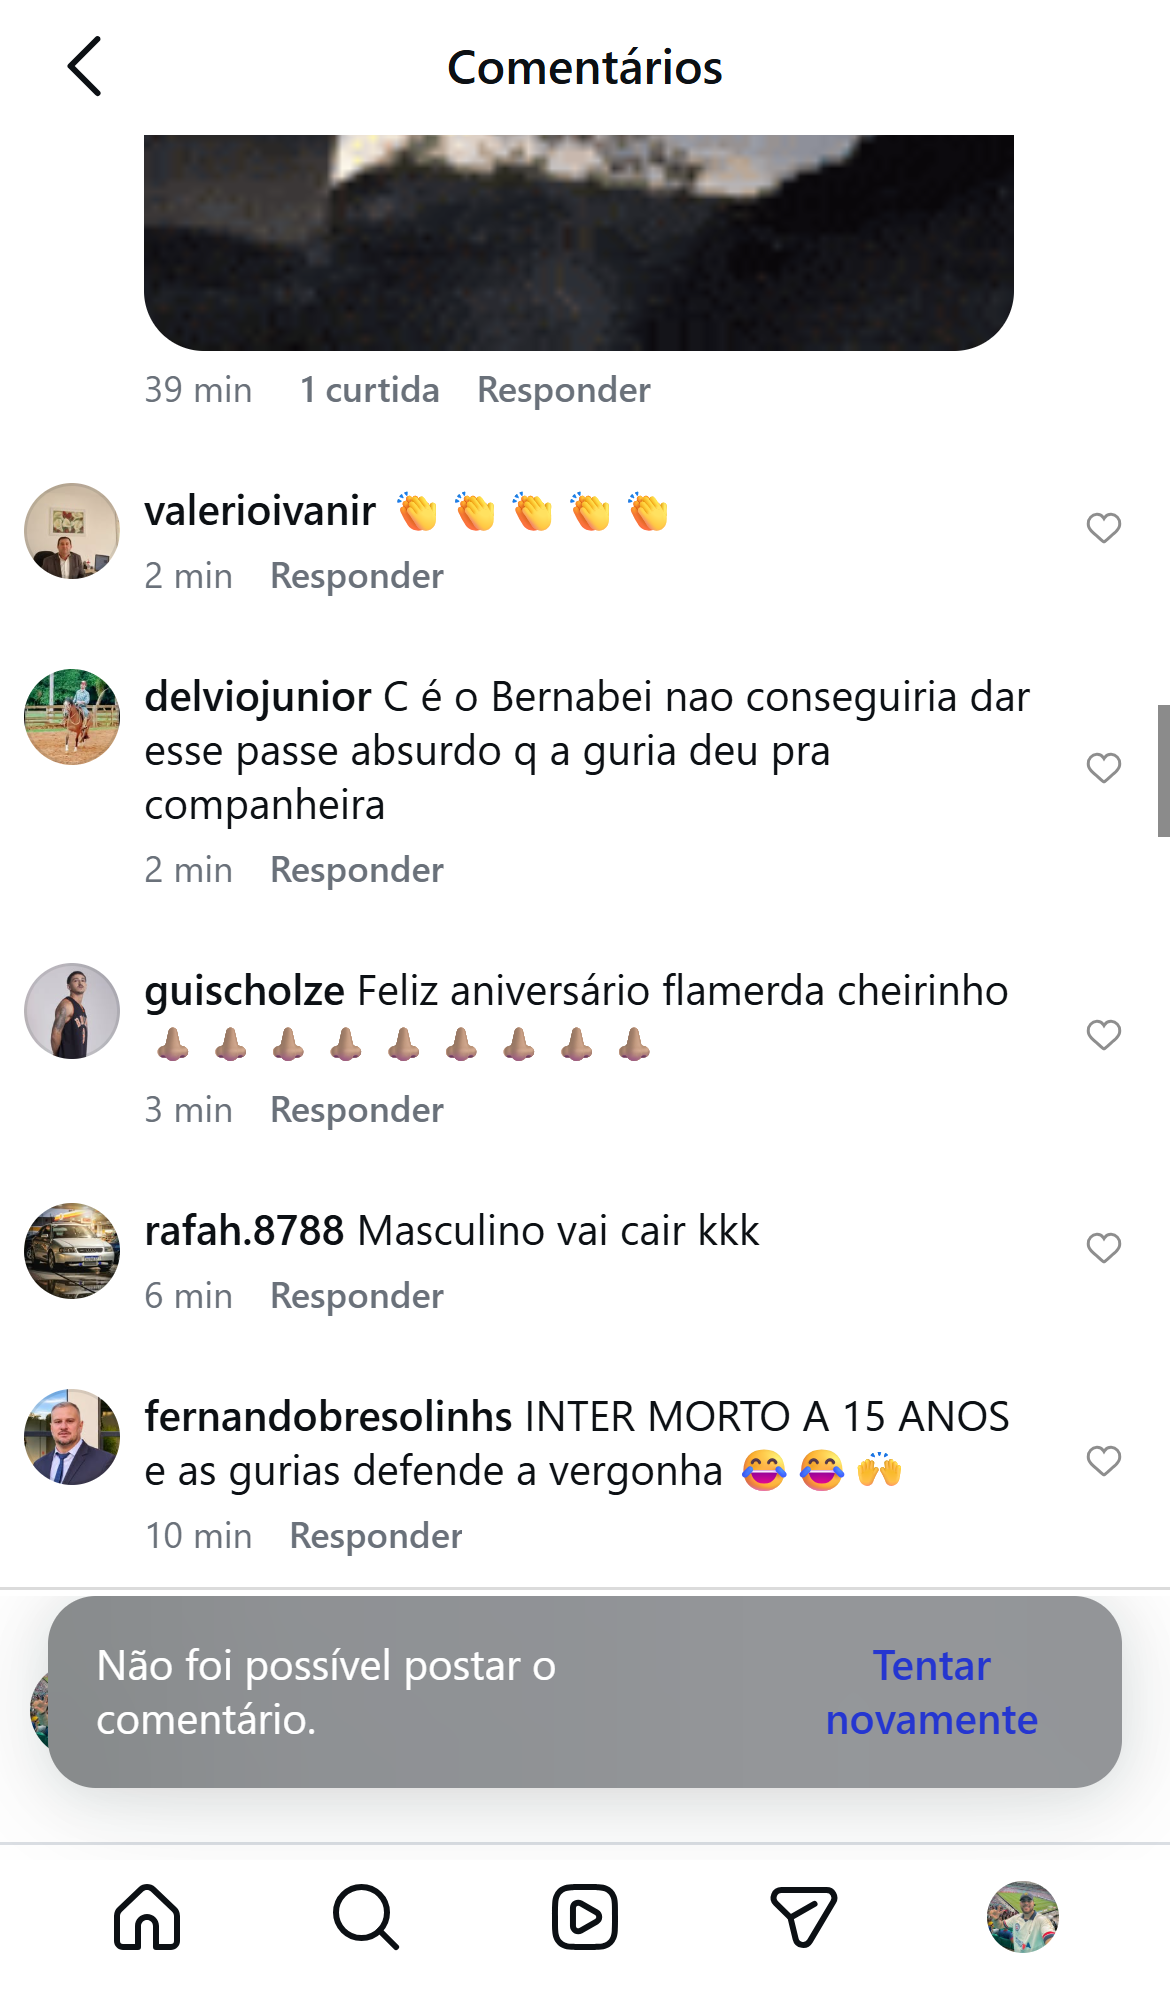 Comentários
39 min 1 curtida Responder
valerioivanir 👏👏👏👏👏
2 min Responder
delviojunior C é o Bernabei nao conseguiria dar
esse passe absurdo q a guria deu pra
companheira
2 min Responder
guischolze Feliz aniversário flamerda cheirinho
👃🏽👃🏽👃🏽👃🏽👃🏽👃🏽👃🏽👃🏽👃🏽
3 min Responder
rafah.8788 Masculino vai cair kkk
6 min Responder
fernandobresolinhs INTER MORTO A 15 ANOS
e as gurias defende a vergonha 😂😂🙌
10 min Responder
Não foi possível postar o
comentário.
Tentar
novamente